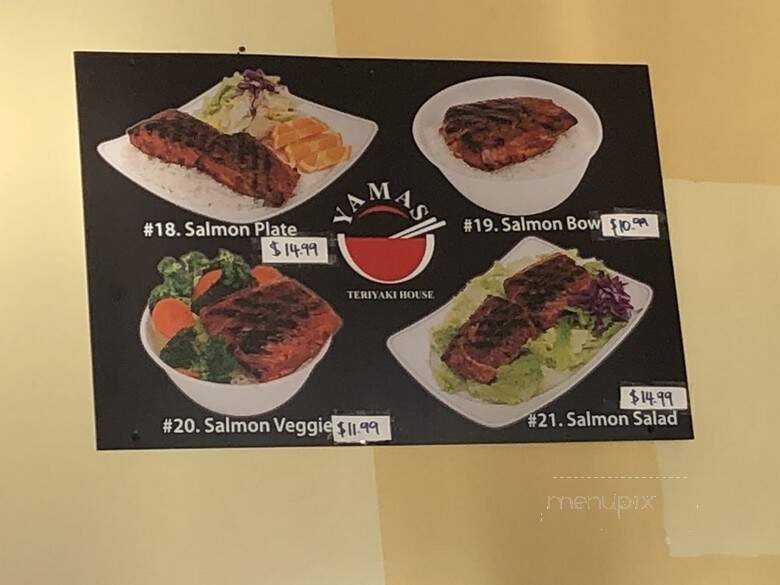 #18. Salmon Plate
$14.99
YAMAS
TERIYAKI HOUSE
#19. Salmon Bow
$10.99
#20. Salmon Veggie
$11.99
$14.99
#21. Salmon Salad
menupix